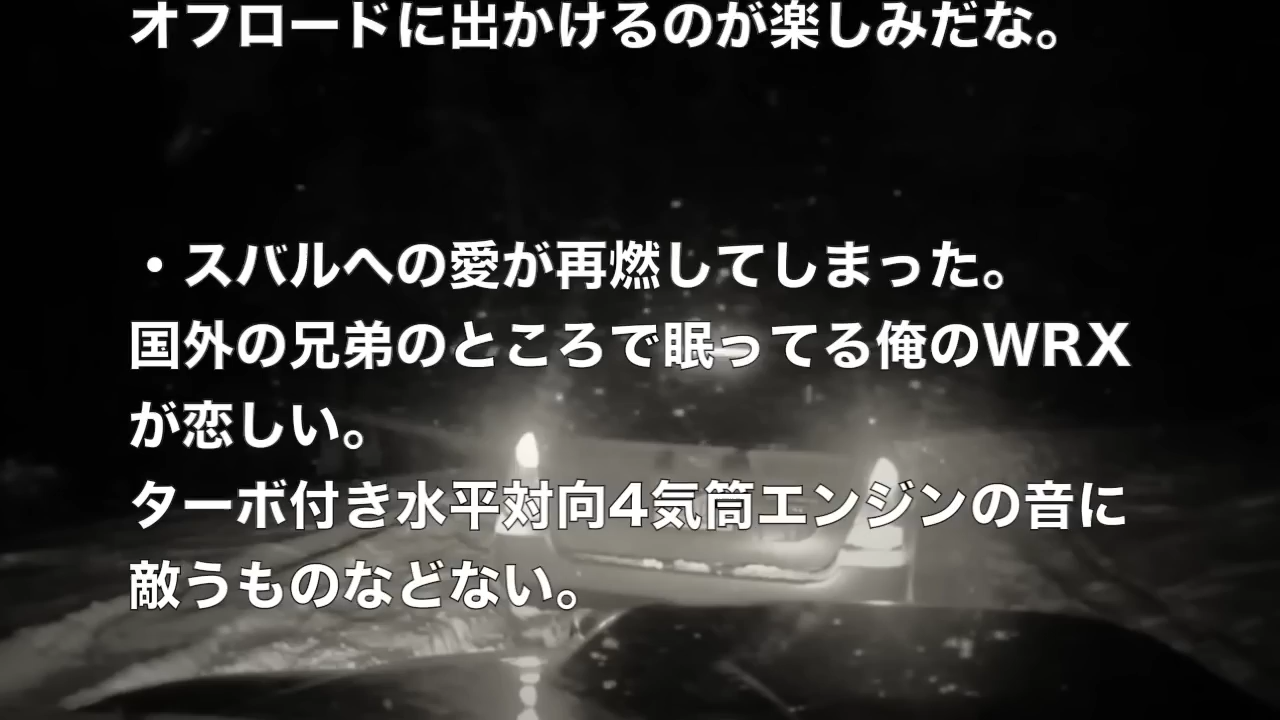 オフロードに出かけるのが楽しみだな。
・スバルへの愛が再燃してしまった。
国外の兄弟のところで眠ってる俺のWRX
が恋しい。
ターボ付き水平対向4気筒エンジンの音に
敵うものなどない。